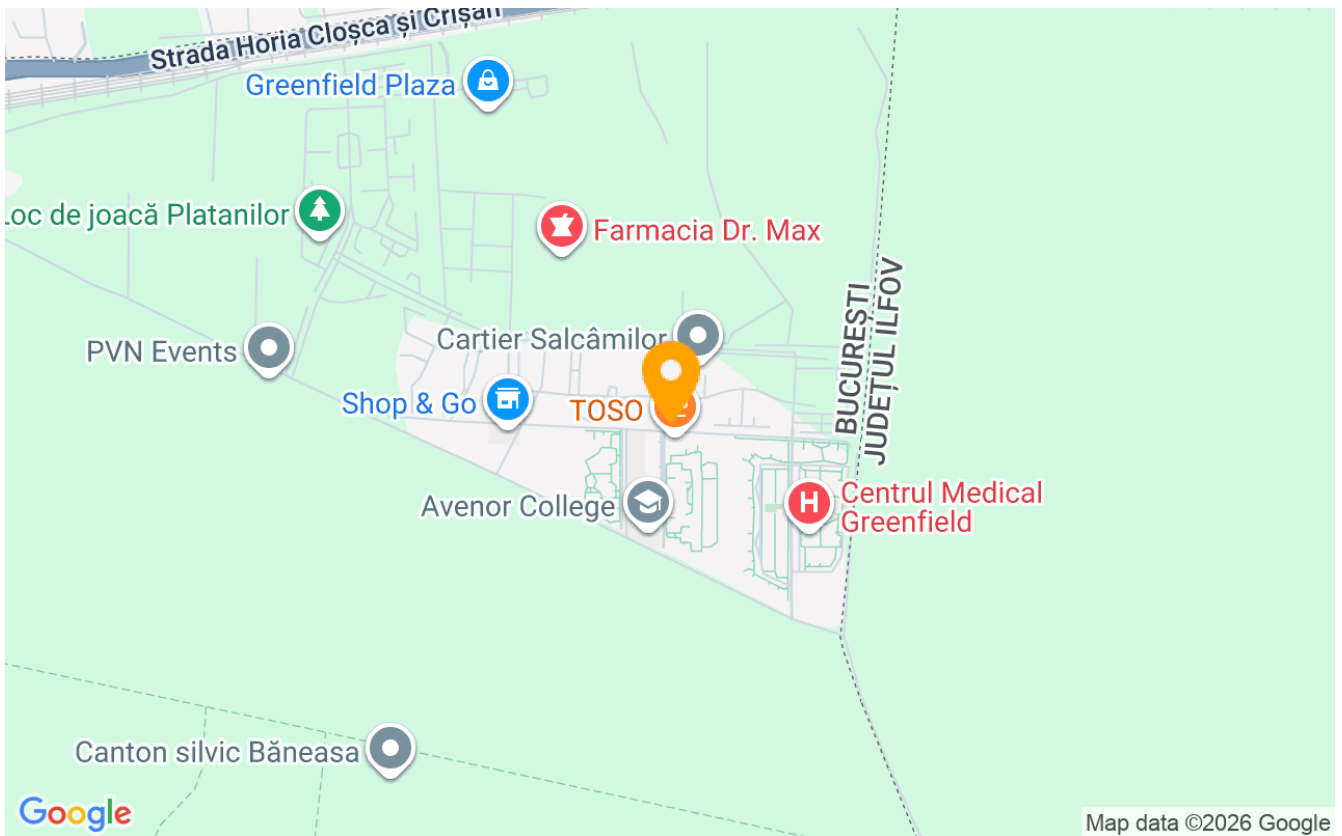 Strada Horia Cloșca și Crișan
Greenfield Plaza
Loc de joacă Platanilor
Farmacia Dr. Max
BUCUREȘTI
JUDEȚUL ILFOV
Cartier Salcâmilor
PVN Events
Shop & Go
TOSO
Avenor College
H
Centrul Medical
Greenfield
Canton silvic Băneasa
Google
Map data ©2026 Google